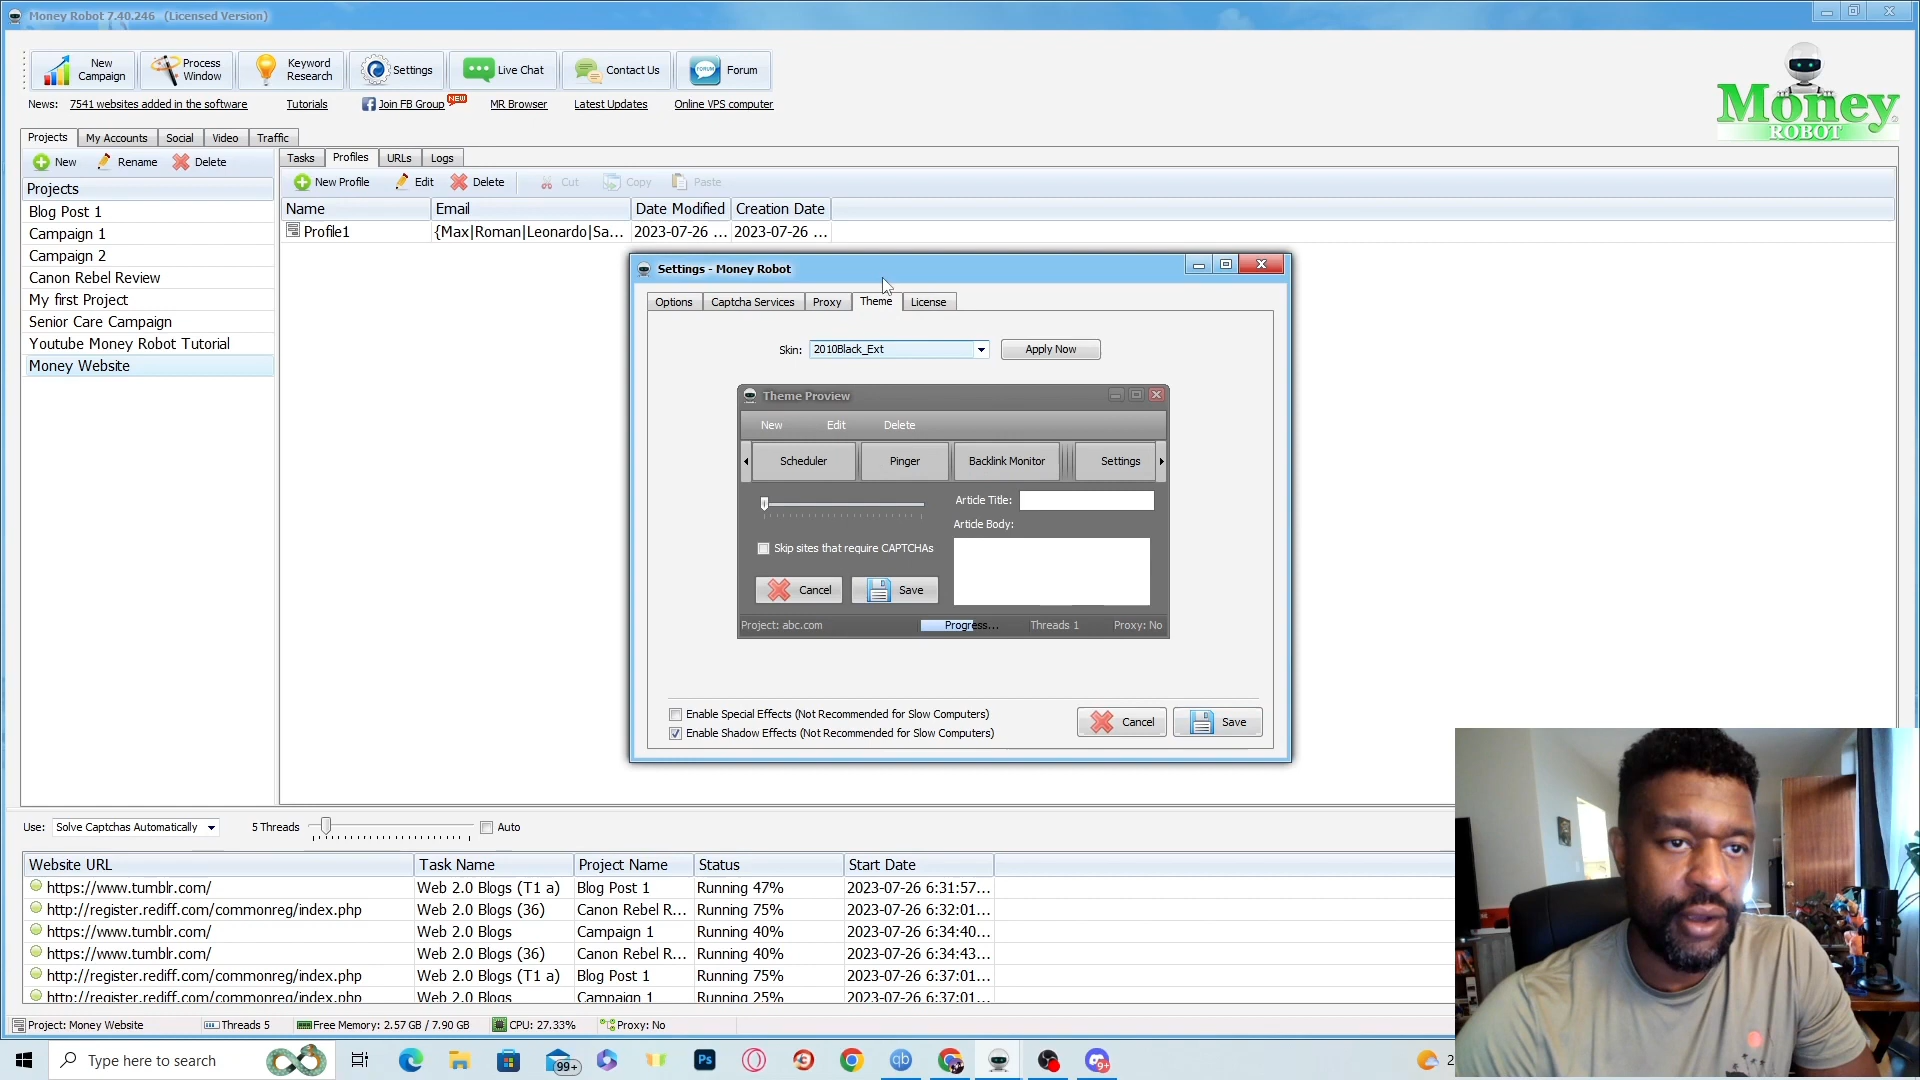 Money Robot 7.40.246   (Licensed Version)
New Campaign
Process Window
Keyword Research
Settings
Live Chat
Contact Us
FORUM
Forum
News:
7541 websites added in the software
Tutorials
Join FB Group
NEW
MR Browser
Latest Updates
Online VPS computer
Money
ROBOT
Projects
My Accounts
Social
Video
Traffic
New
Rename
Delete
Projects
Blog Post 1
Campaign 1
Campaign 2
Canon Rebel Review
My first Project
Senior Care Campaign
Youtube Money Robot Tutorial
Money Website
Tasks
Profiles
URLs
Logs
New Profile
Edit
Delete
Cut
Copy
Paste
Name Email Date Modified Creation Date
Profile1 {Max|Roman|Leonardo|Sa... 2023-07-26 ... 2023-07-26 ...
Settings - Money Robot
Options
Captcha Services
Proxy
Theme
License
Skin: 2010Black_Ext
Apply Now
Theme Proview
New Edit Delete
Scheduler
Pinger
Backlink Monitor
Settings
Article Title:
Article Body:
Skip sites that require CAPTCHAs
Cancel
Save
Project: abc.com
Progress...
Threads 1
Proxy: No
Enable Special Effects (Not Recommended for Slow Computers)
Enable Shadow Effects (Not Recommended for Slow Computers)
Cancel
Save
Use: Solve Captchas Automatically
5 Threads
Auto
Website URL Task Name Project Name Status Start Date
https://www.tumblr.com/ Web 2.0 Blogs (T1 a) Blog Post 1 Running 47% 2023-07-26 6:31:57...
http://register.rediff.com/commonreg/index.php Web 2.0 Blogs (36) Canon Rebel R... Running 75% 2023-07-26 6:32:01...
https://www.tumblr.com/ Web 2.0 Blogs Campaign 1 Running 40% 2023-07-26 6:34:40...
https://www.tumblr.com/ Web 2.0 Blogs (36) Canon Rebel R... Running 40% 2023-07-26 6:34:43...
http://register.rediff.com/commonreg/index.php Web 2.0 Blogs (T1 a) Blog Post 1 Running 75% 2023-07-26 6:37:01...
http://register.rediff.com/commonreg/index.php Web 2.0 Blogs Campaign 1 Running 25% 2023-07-26 6:37:01...
Project: Money Website
Threads 5
Free Memory: 2.57 GB / 7.90 GB
CPU: 27.33%
Proxy: No
Type here to search
99+
Ps
qb
9+
2